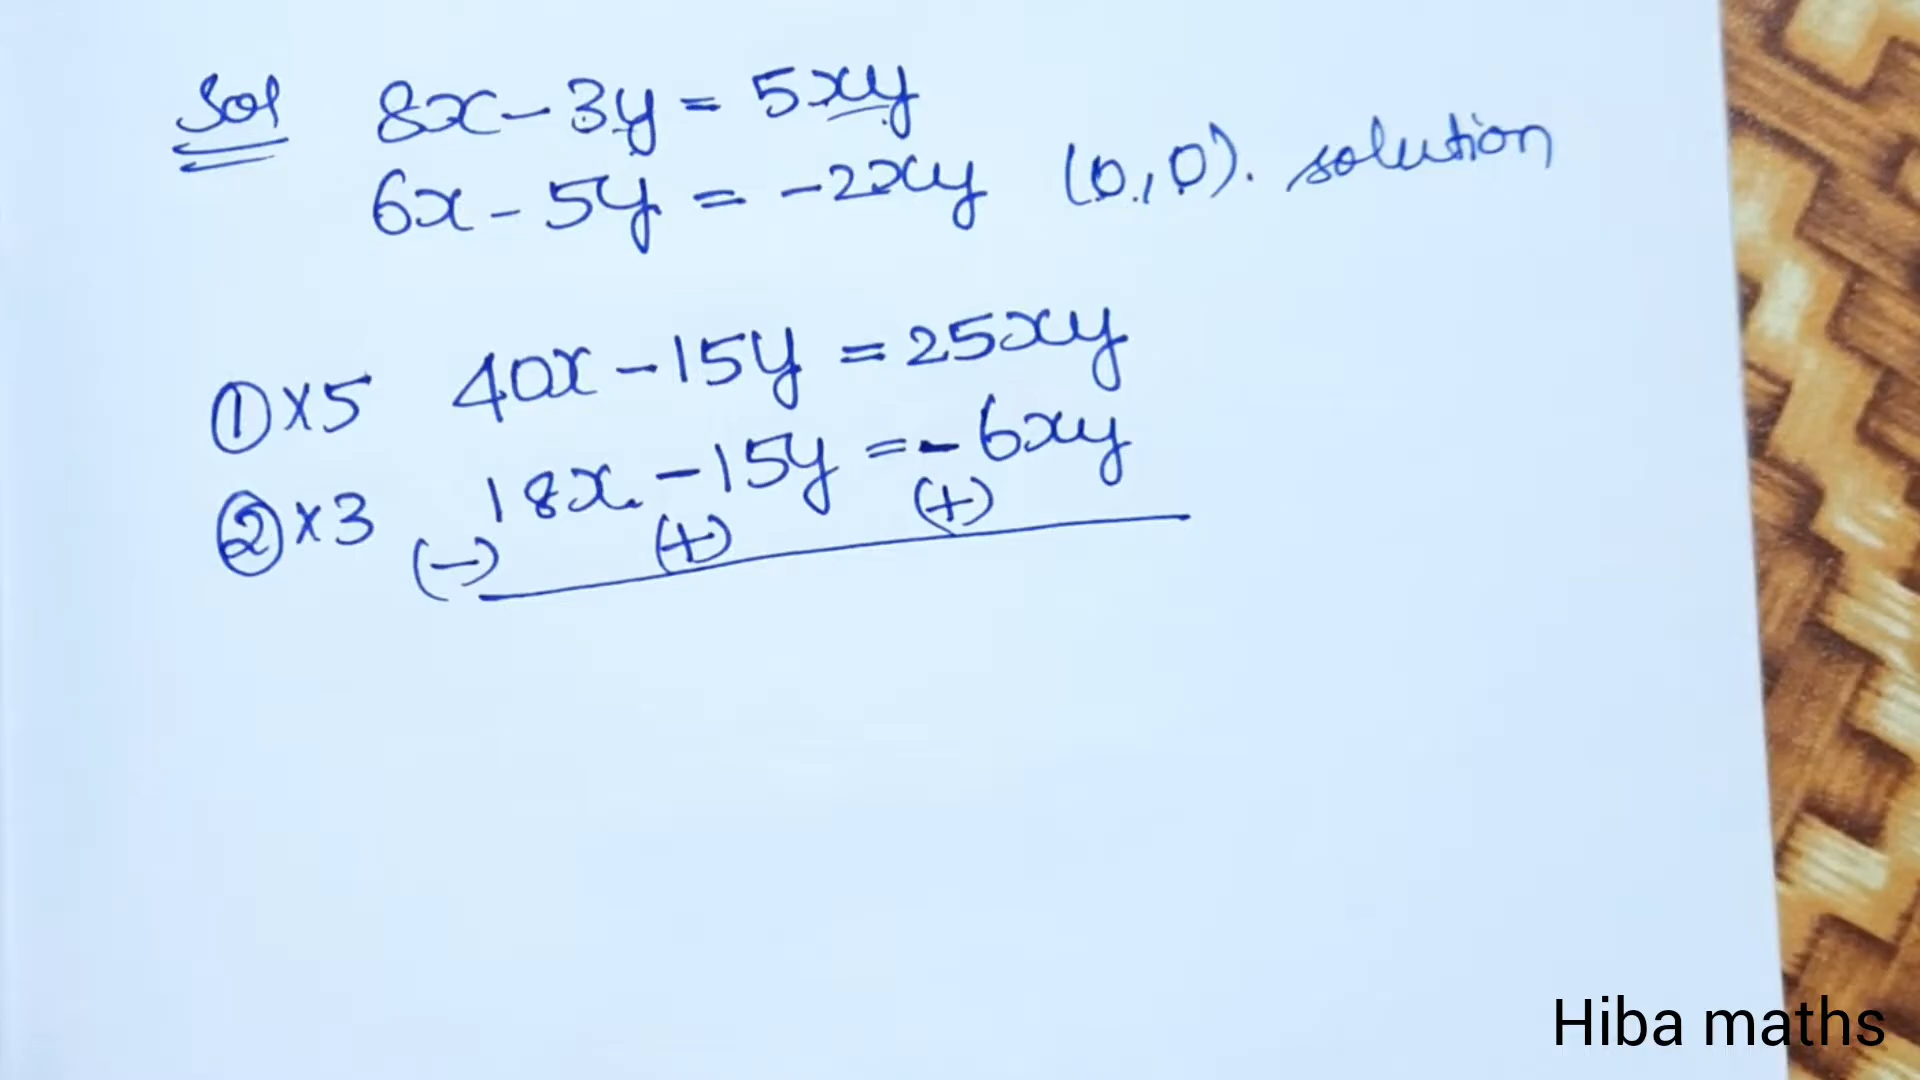 Sol 8x - 3y = 5xy
6x - 5y = -2xy (0,0). solution
①×5 40x - 15y = 25xy
②×3 18x - 15y = - 6xy
(-) (+) (+)
Hiba maths